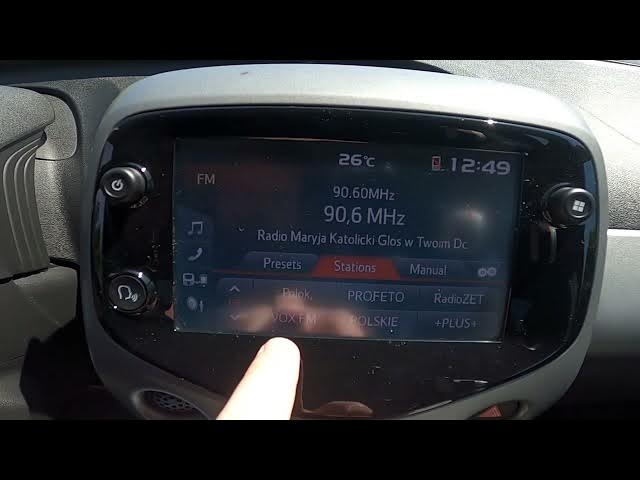 26°C 12:49
FM
90.60MHz
90,6 MHz
Radio Maryja Katolicki Glos w Twoim Dc
Presets Stations Manual
Polok. PROFETO RadioZET
VOX FM POLSKIE +PLUS+